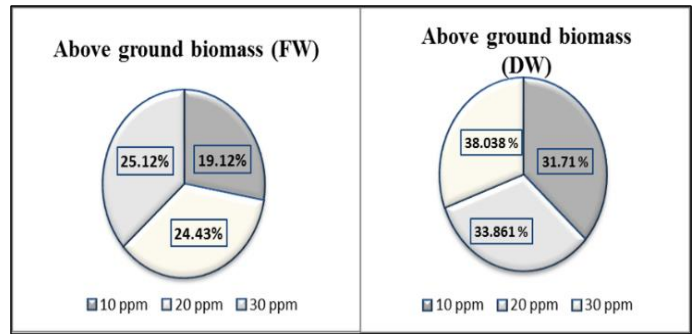 Above ground biomass (FW)
25.12%
19.12%
24.43%
10 ppm 20 ppm 30 ppm
Above ground biomass
(DW)
38.038 %
31.71 %
33.861 %
10 ppm 20 ppm 30 ppm